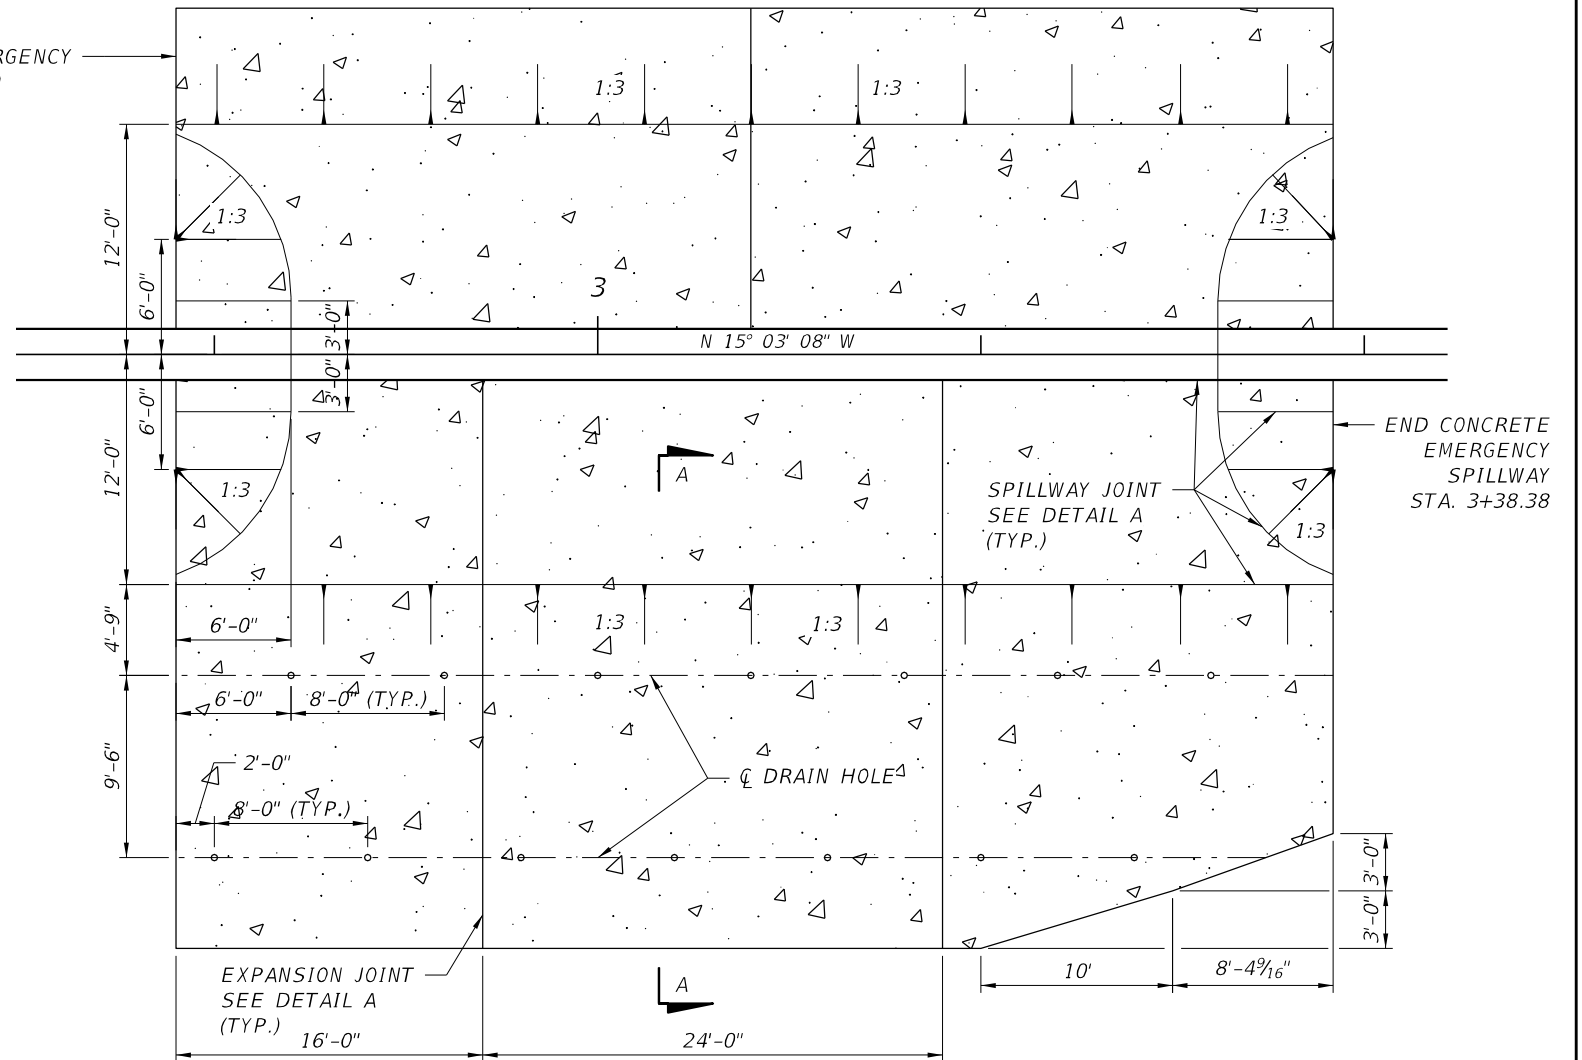 1:3
1:3
12'-0"
1:3
1:3
6'-0"
3
3'-0"
N 15° 03' 08" W
3'-0"
6'-0"
12'-0"
END CONCRETE
EMERGENCY
SPILLWAY
STA. 3+38.38
A
1:3
SPILLWAY JOINT
SEE DETAIL A
(TYP.)
1:3
4'-9"
6'-0"
1:3
1:3
6'-0"
8'-0" (TYP.)
9'-6"
2'-0"
℄ DRAIN HOLE
8'-0" (TYP.)
3'-0"
3'-0"
EXPANSION JOINT
SEE DETAIL A
(TYP.)
A
10'
8'-4 9/16"
16'-0"
24'-0"